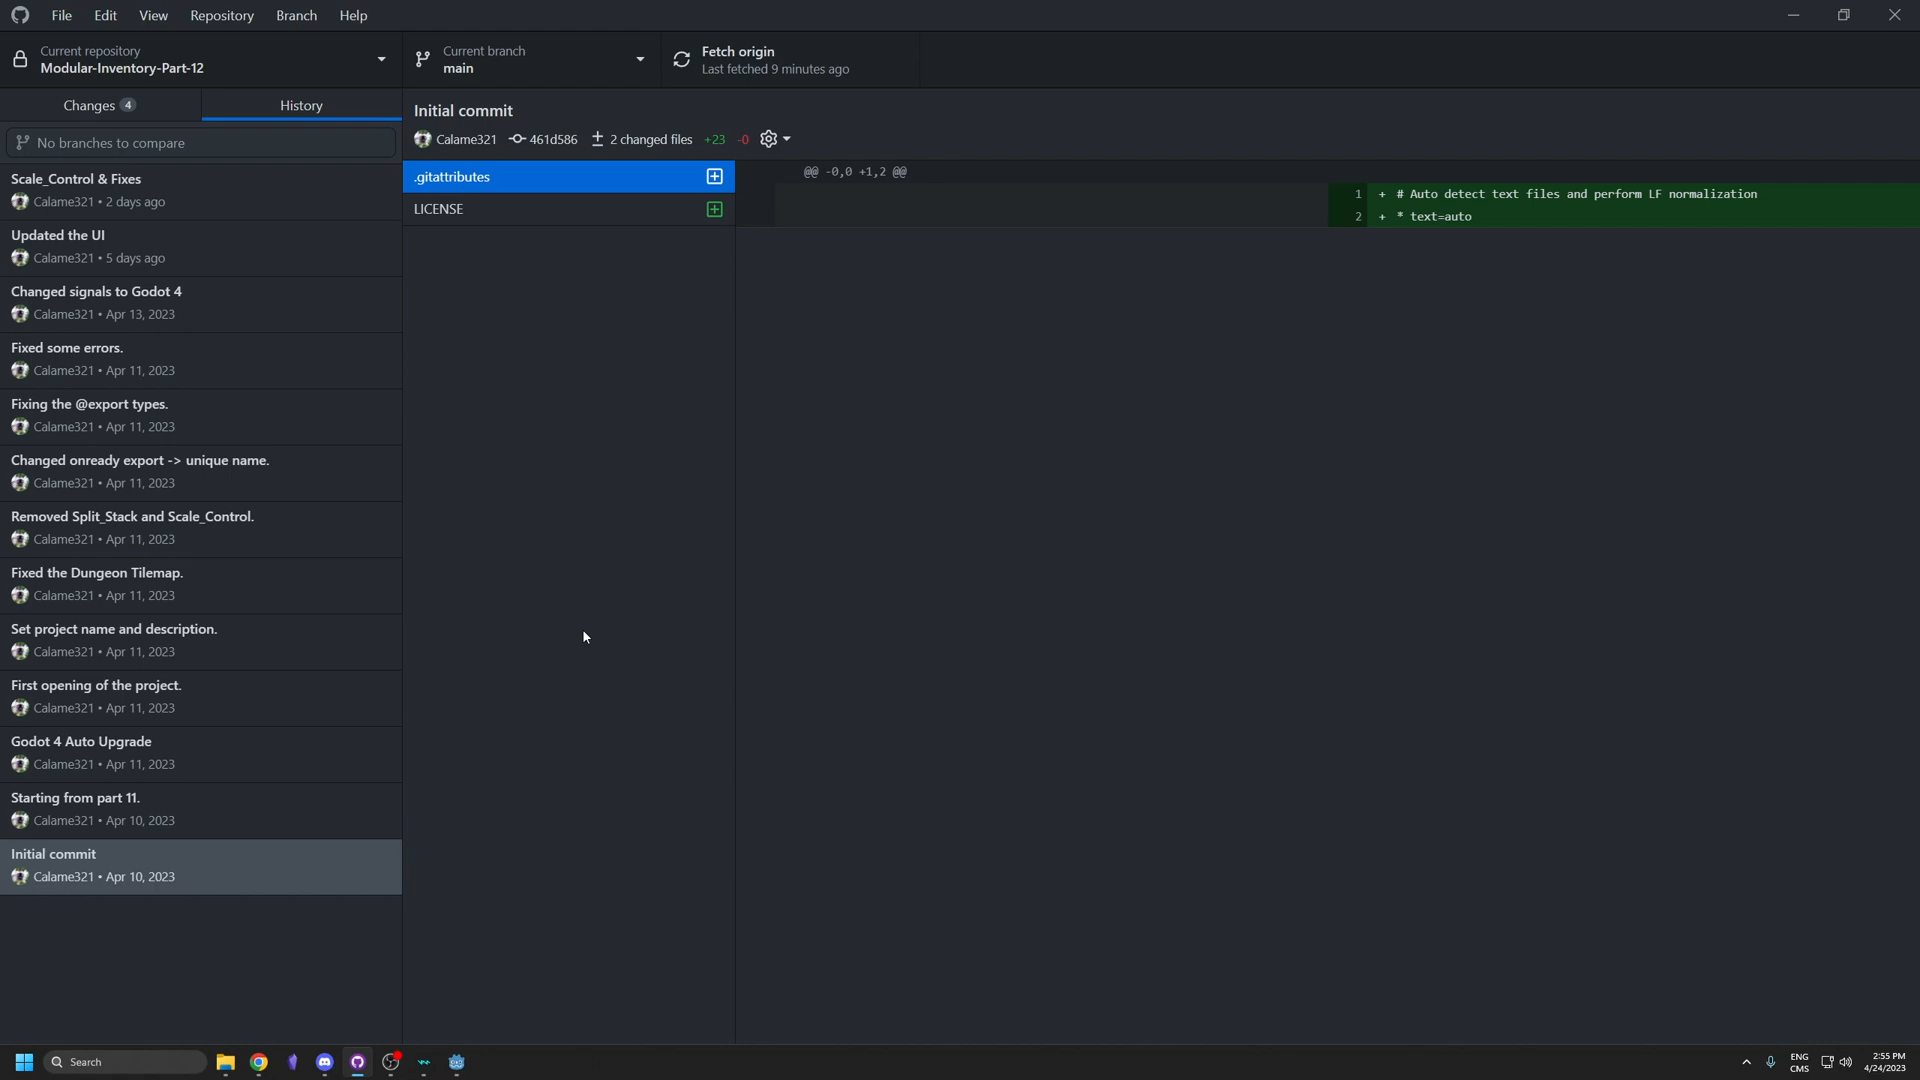 File Edit View Repository Branch Help
Current repository
Modular-Inventory-Part-12
Current branch
main
Fetch origin
Last fetched 9 minutes ago
Changes 4
History
No branches to compare
Scale_Control & Fixes
Calame321 • 2 days ago
Updated the UI
Calame321 • 5 days ago
Changed signals to Godot 4
Calame321 • Apr 13, 2023
Fixed some errors.
Calame321 • Apr 11, 2023
Fixing the @export types.
Calame321 • Apr 11, 2023
Changed onready export -> unique name.
Calame321 • Apr 11, 2023
Removed Split_Stack and Scale_Control.
Calame321 • Apr 11, 2023
Fixed the Dungeon Tilemap.
Calame321 • Apr 11, 2023
Set project name and description.
Calame321 • Apr 11, 2023
First opening of the project.
Calame321 • Apr 11, 2023
Godot 4 Auto Upgrade
Calame321 • Apr 11, 2023
Starting from part 11.
Calame321 • Apr 10, 2023
Initial commit
Calame321 • Apr 10, 2023
Initial commit
Calame321 461d586 2 changed files +23 -0
.gitattributes
LICENSE
@@ -0,0 +1,2 @@
1 + # Auto detect text files and perform LF normalization
2 + * text=auto
Search
ENG
CMS
2:55 PM
4/24/2023